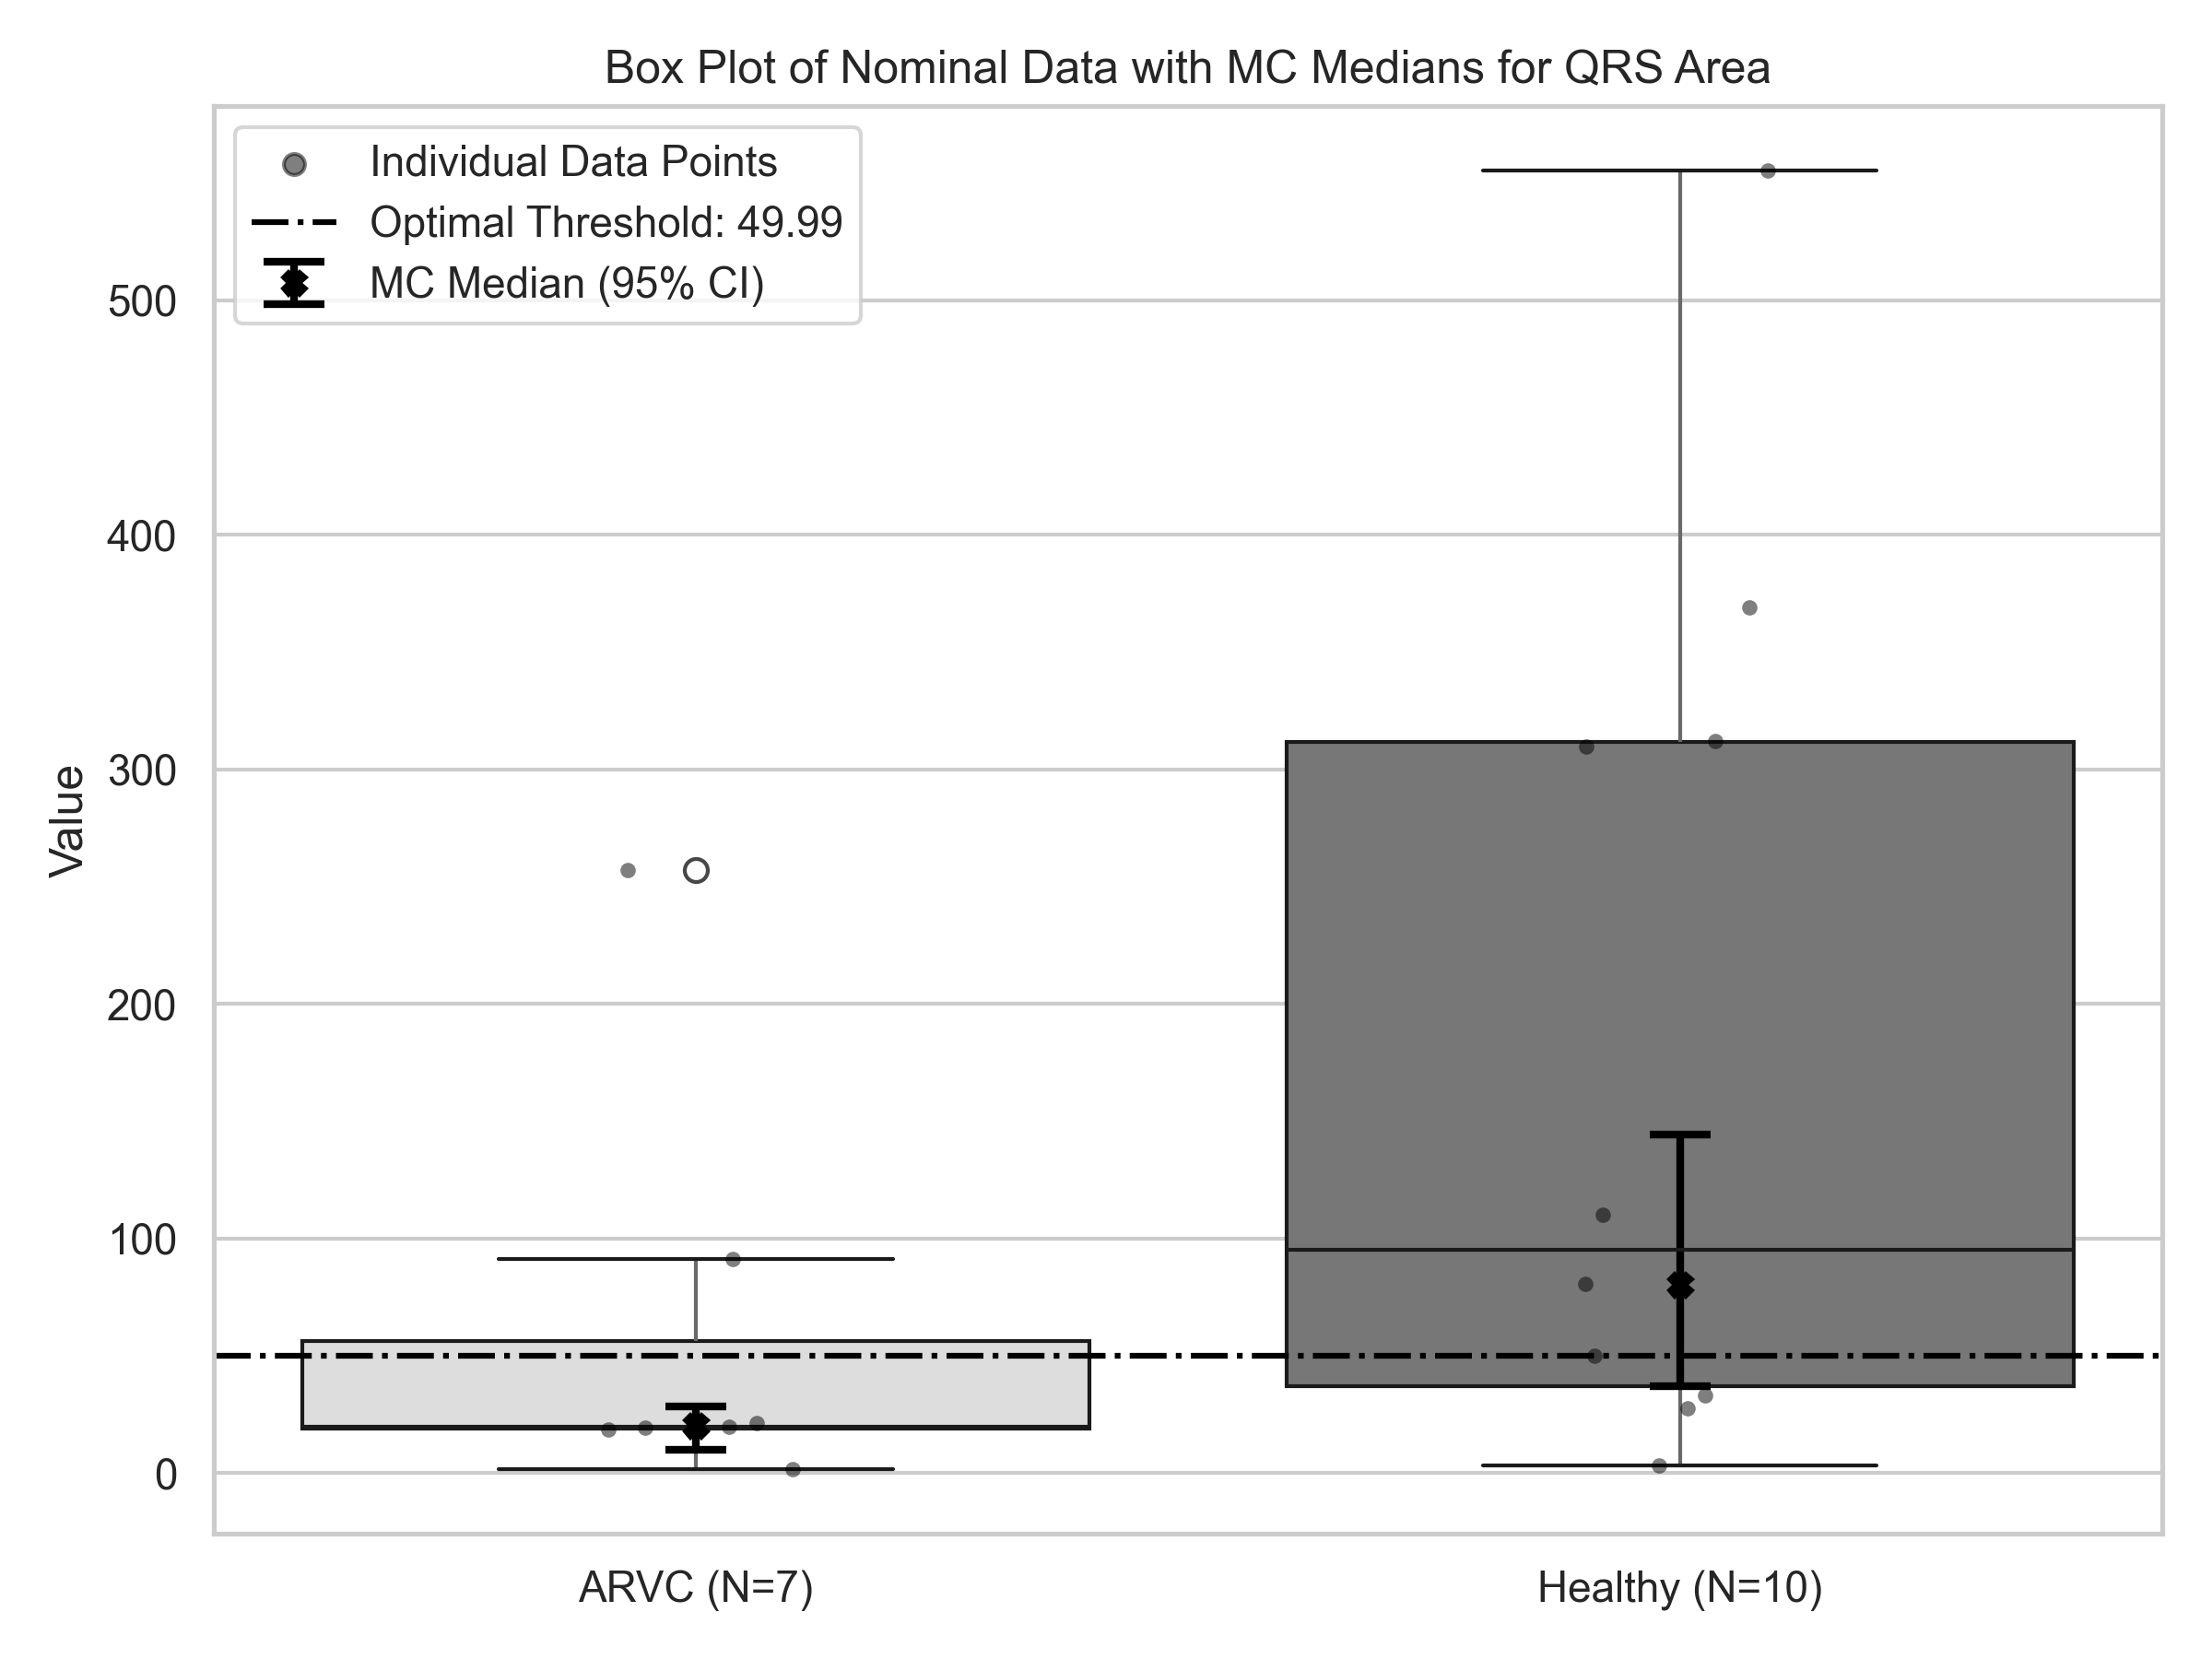 Box Plot of Nominal Data with MC Medians for QRS Area
Individual Data Points
Optimal Threshold: 49.99
MC Median (95% CI)
Value
500
400
300
200
100
0
ARVC (N=7)
Healthy (N=10)